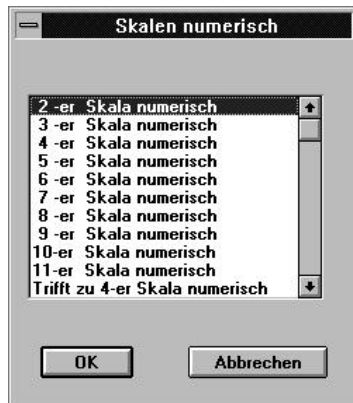 Skalen numerisch
2 -er Skala numerisch
3 -er Skala numerisch
4 -er Skala numerisch
5 -er Skala numerisch
6 -er Skala numerisch
7 -er Skala numerisch
8 -er Skala numerisch
9 -er Skala numerisch
10-er Skala numerisch
11-er Skala numerisch
Trifft zu 4-er Skala numerisch
OK Abbrechen